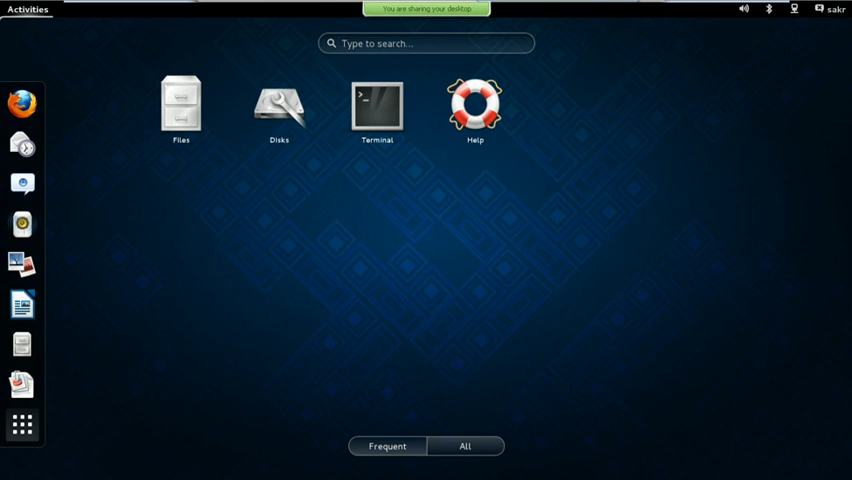 Activities
You are sharing your desktop
sakr
Type to search...
Files
Disks
Terminal
Help
Frequent
All